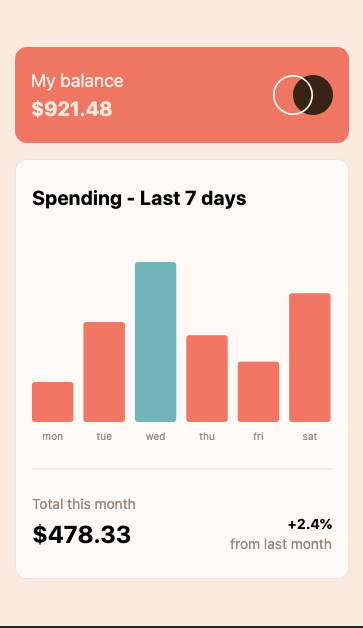 My balance
$921.48
Spending - Last 7 days
mon tue wed thu fri sat
Total this month
$478.33
+2.4%
from last month